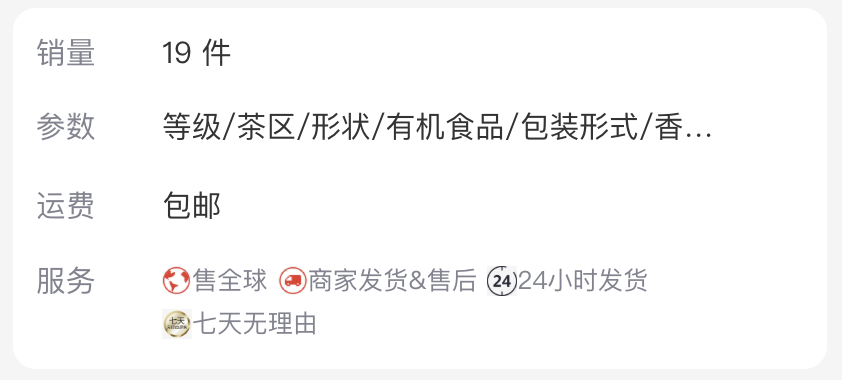 销量 19 件
参数 等级/茶区/形状/有机食品/包装形式/香...
运费 包邮
服务 售全球 商家发货&售后 24 24小时发货
七天 七天无理由